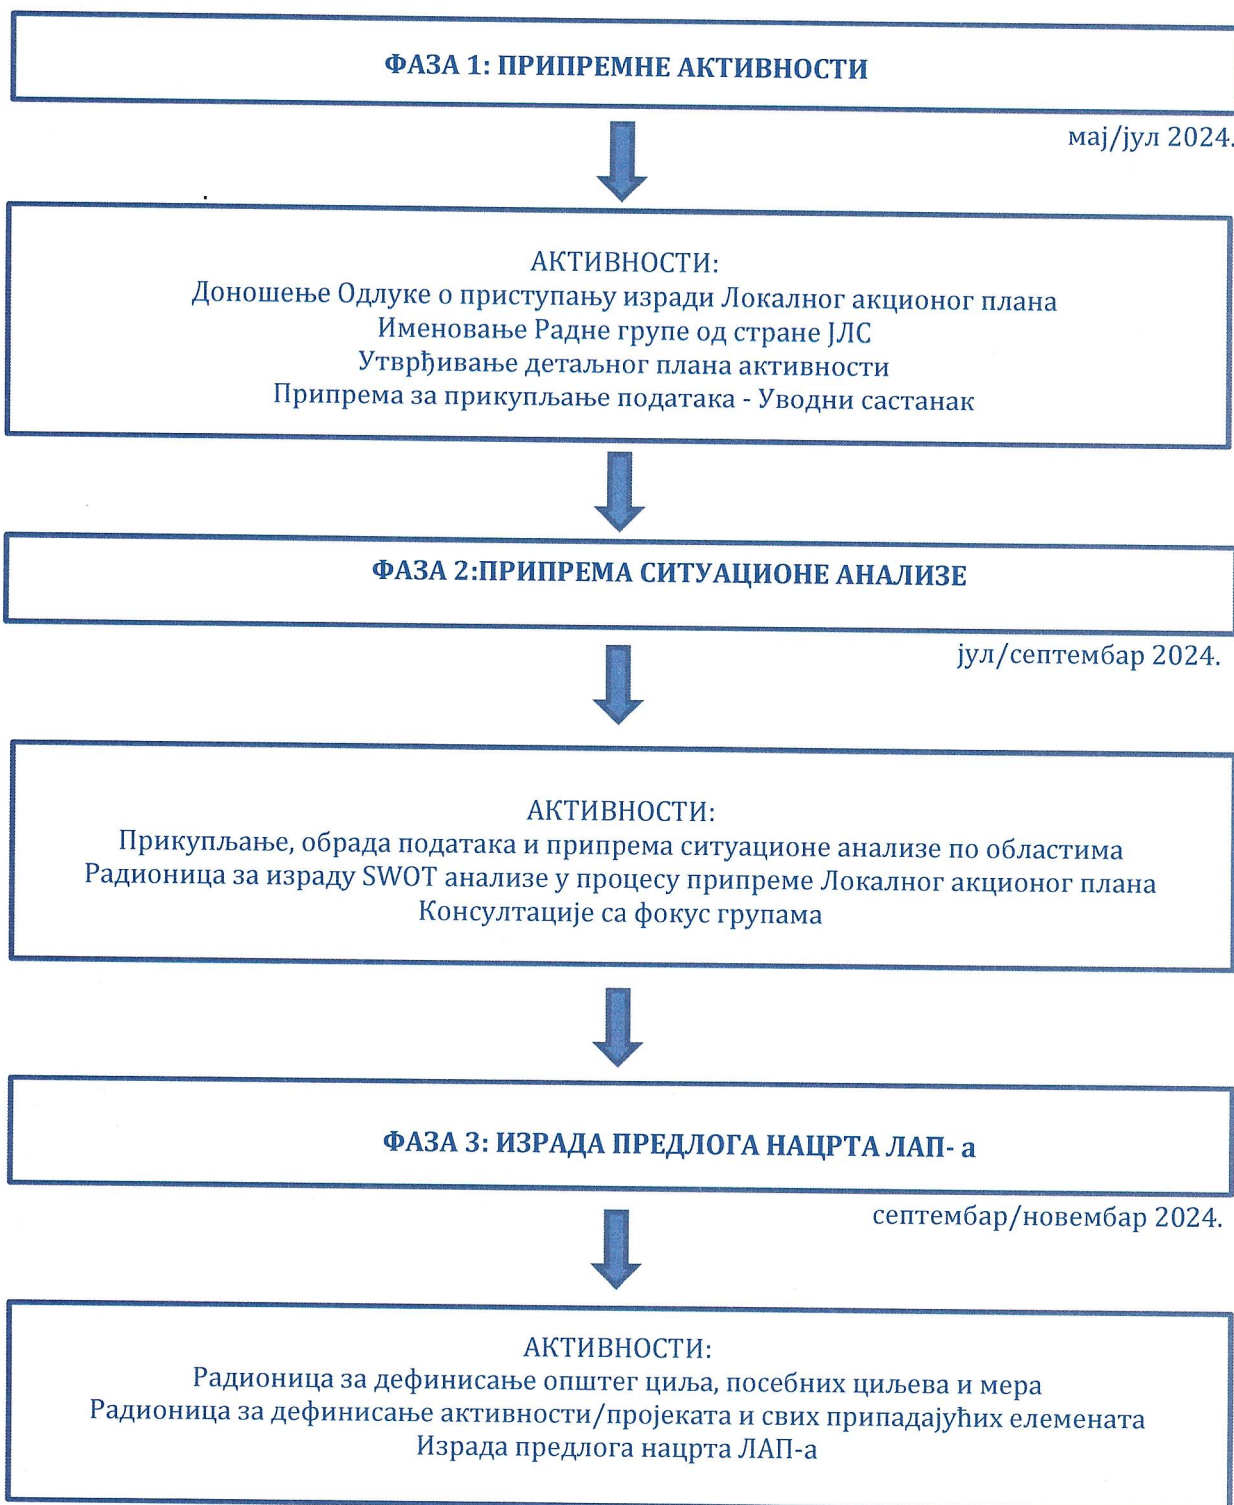 ФАЗА 1: ПРИПРЕМНЕ АКТИВНОСТИ
мај/јул 2024.
АКТИВНОСТИ:
Доношење Одлуке о приступању изради Локалног акционог плана
Именовање Радне групе од стране ЈЛС
Утврђивање детаљног плана активности
Припрема за прикупљање података - Уводни састанак
ФАЗА 2:ПРИПРЕМА СИТУАЦИОНЕ АНАЛИЗЕ
јул/септембар 2024.
АКТИВНОСТИ:
Прикупљање, обрада података и припрема ситуационе анализе по областима
Радионица за израду SWOT анализе у процесу припреме Локалног акционог плана
Консултације са фокус групама
ФАЗА 3: ИЗРАДА ПРЕДЛОГА НАЦРТА ЛАП- а
септембар/новембар 2024.
АКТИВНОСТИ:
Радионица за дефинисање општег циља, посебних циљева и мера
Радионица за дефинисање активности/пројеката и свих припадајућих елемената
Израда предлога нацрта ЛАП-а